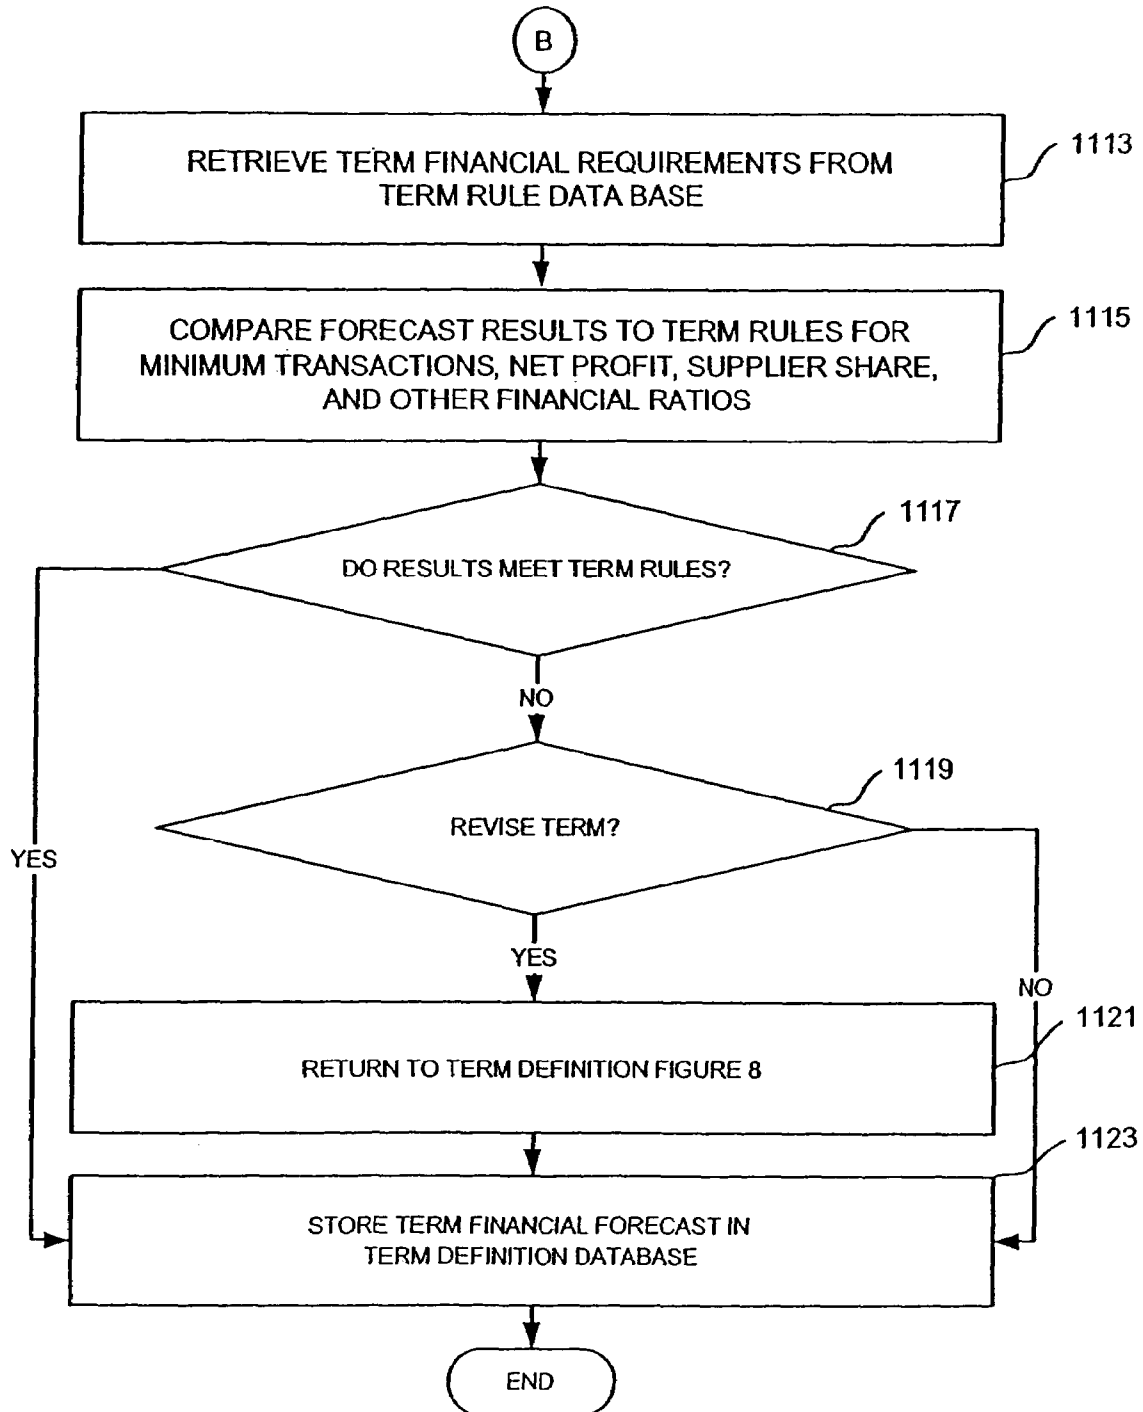 B
RETRIEVE TERM FINANCIAL REQUIREMENTS FROM
TERM RULE DATA BASE
1113
COMPARE FORECAST RESULTS TO TERM RULES FOR
MINIMUM TRANSACTIONS, NET PROFIT, SUPPLIER SHARE,
AND OTHER FINANCIAL RATIOS
1115
1117
DO RESULTS MEET TERM RULES?
NO
1119
REVISE TERM?
YES
YES
NO
1121
RETURN TO TERM DEFINITION FIGURE 8
1123
STORE TERM FINANCIAL FORECAST IN
TERM DEFINITION DATABASE
END